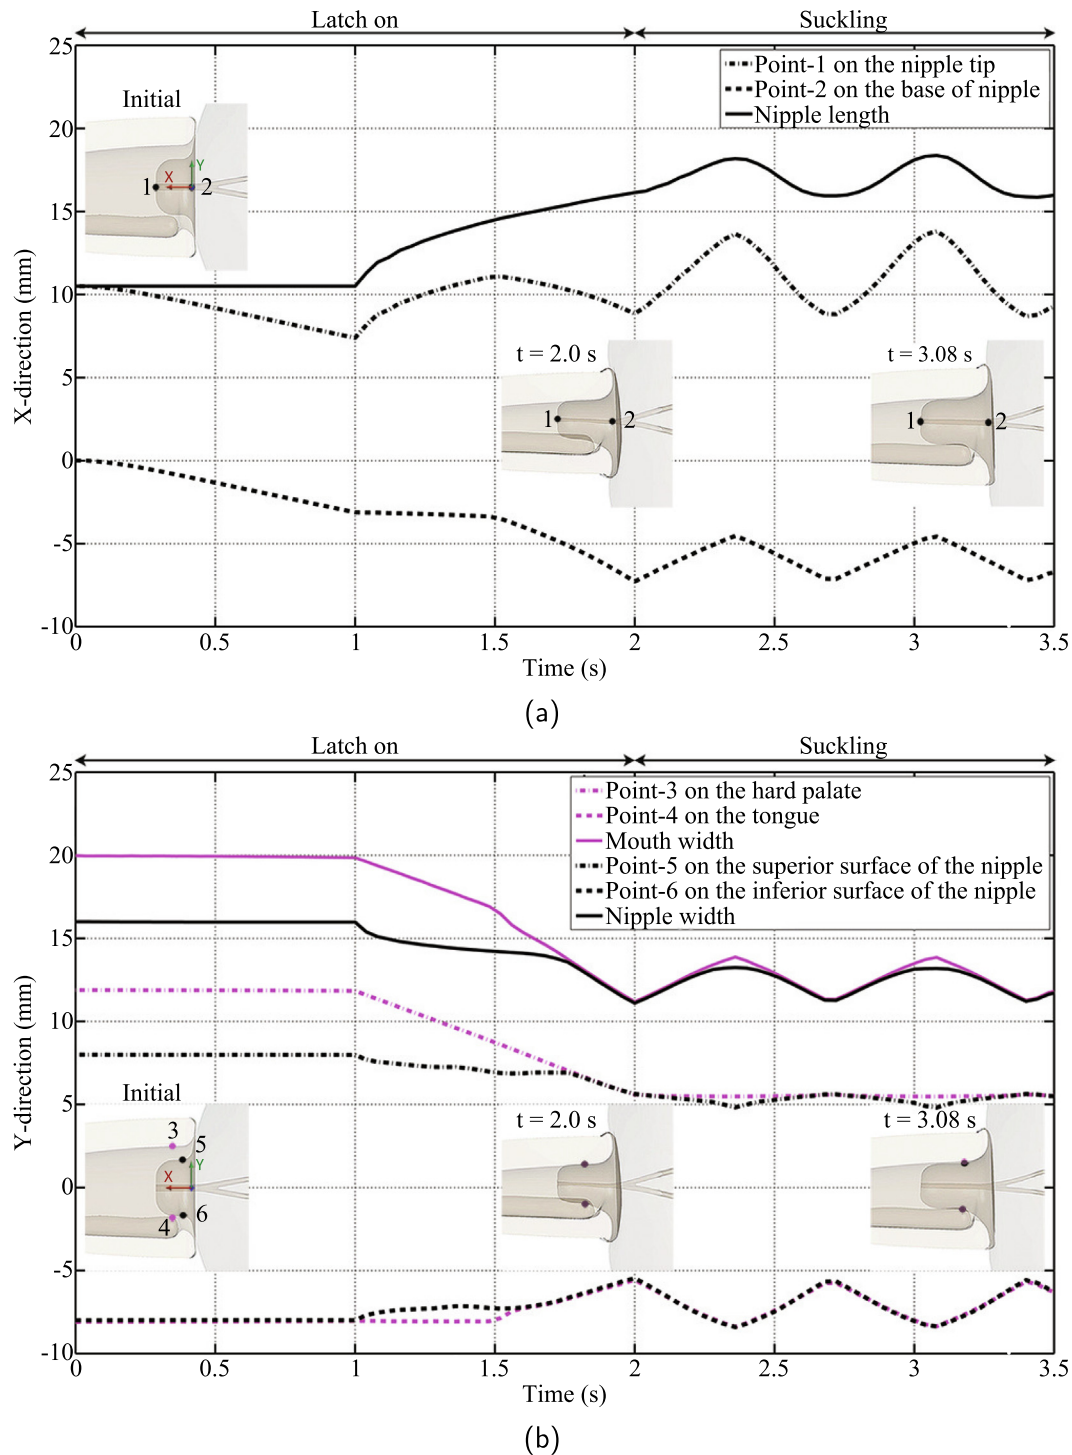 Latch on Suckling
25
Point-1 on the nipple tip
Point-2 on the base of nipple
Nipple length
Initial
20
Y
X
1 2
15
10
t = 2.0 s t = 3.08 s
5
1 2 1 2
0
-5
-10
X-direction (mm)
0 0.5 1 1.5 2 2.5 3 3.5
Time (s)
(a)
Latch on Suckling
25
Point-3 on the hard palate
Point-4 on the tongue
Mouth width
Point-5 on the superior surface of the nipple
Point-6 on the inferior surface of the nipple
Nipple width
20
15
10
Initial
5
t = 2.0 s t = 3.08 s
3 5
Y
X
0
4 6
-5
-10
Y-direction (mm)
0 0.5 1 1.5 2 2.5 3 3.5
Time (s)
(b)